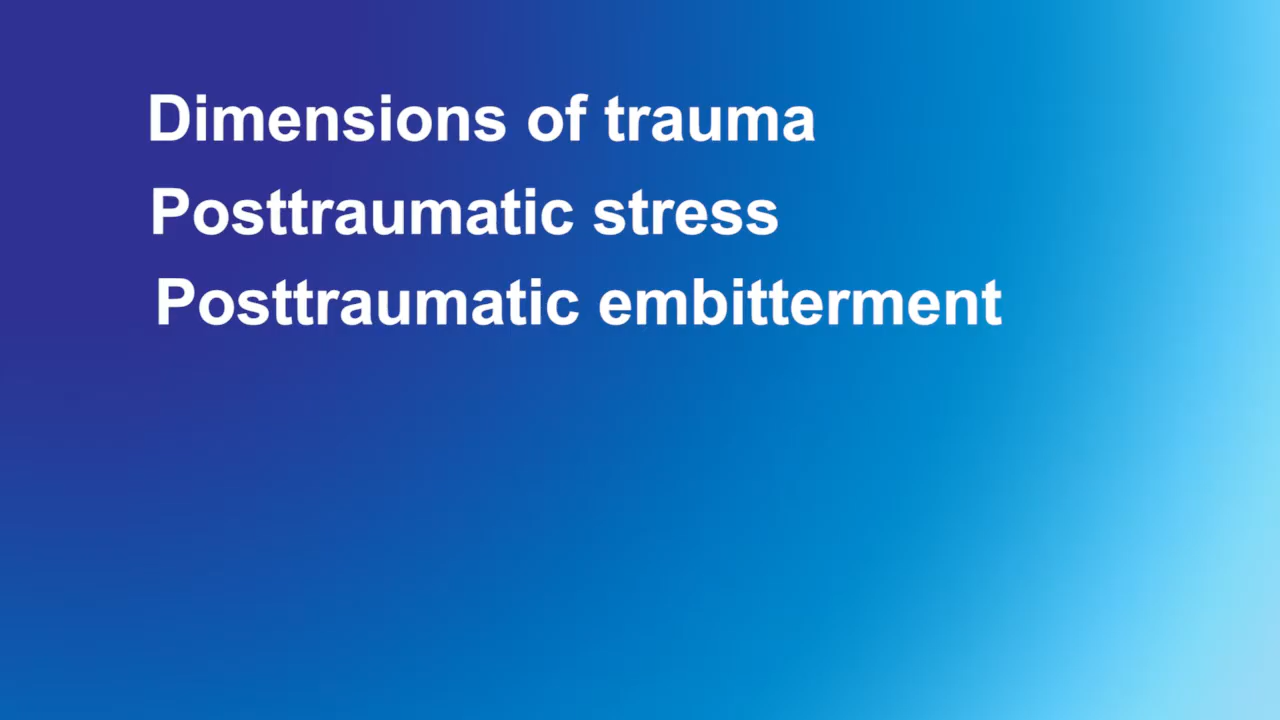 Dimensions of trauma
Posttraumatic stress
Posttraumatic embitterment